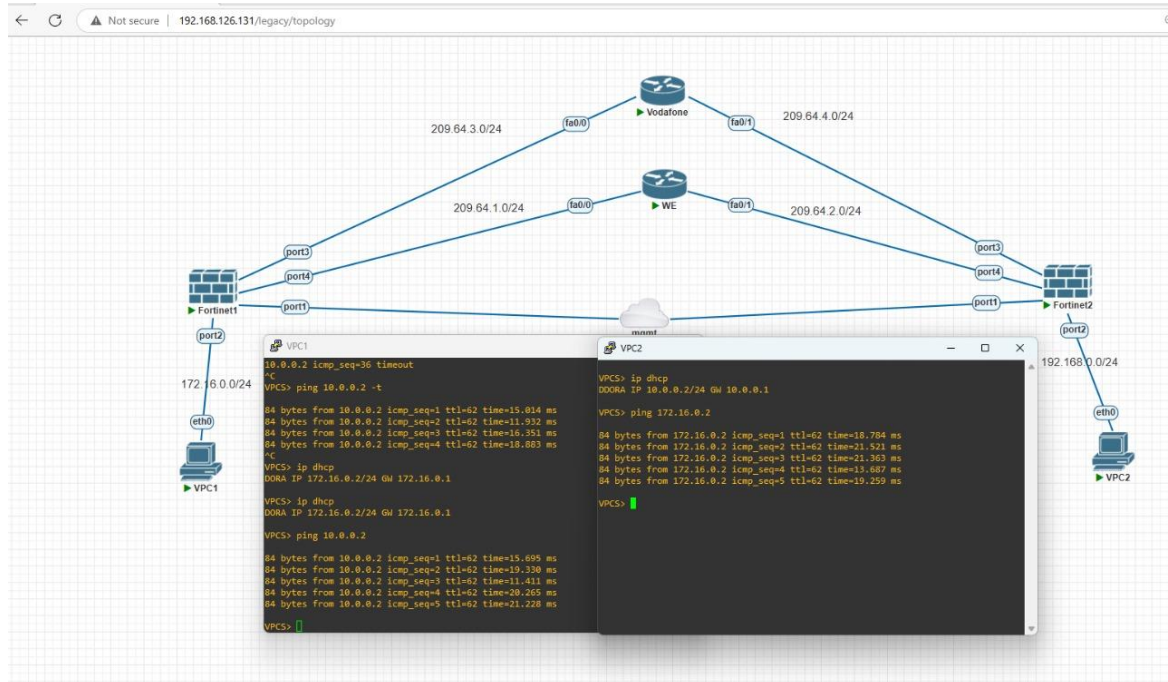 Not secure | 192.168.126.131/legacy/topology
Vodafone
209.64.3.0/24
fa0/0
fa0/1
209.64.4.0/24
WE
209.64.1.0/24
fa0/0
fa0/1
209.64.2.0/24
port3
port4
port1
Fortinet1
port2
port3
port4
port1
Fortinet2
port2
mgmt
172.16.0.0/24
eth0
VPC1
192.168.0.0/24
eth0
VPC2
VPC1
10.0.0.2 icmp_seq=36 timeout
^C
VPCS> ping 10.0.0.2 -t
84 bytes from 10.0.0.2 icmp_seq=1 ttl=62 time=15.014 ms
84 bytes from 10.0.0.2 icmp_seq=2 ttl=62 time=11.932 ms
84 bytes from 10.0.0.2 icmp_seq=3 ttl=62 time=16.351 ms
84 bytes from 10.0.0.2 icmp_seq=4 ttl=62 time=18.883 ms
^C
VPCS> ip dhcp
DORA IP 172.16.0.2/24 GW 172.16.0.1
VPCS> ip dhcp
DORA IP 172.16.0.2/24 GW 172.16.0.1
VPCS> ping 10.0.0.2
84 bytes from 10.0.0.2 icmp_seq=1 ttl=62 time=15.695 ms
84 bytes from 10.0.0.2 icmp_seq=2 ttl=62 time=19.330 ms
84 bytes from 10.0.0.2 icmp_seq=3 ttl=62 time=11.411 ms
84 bytes from 10.0.0.2 icmp_seq=4 ttl=62 time=20.265 ms
84 bytes from 10.0.0.2 icmp_seq=5 ttl=62 time=21.228 ms
VPCS>
VPC2
VPCS> ip dhcp
DDORA IP 10.0.0.2/24 GW 10.0.0.1
VPCS> ping 172.16.0.2
84 bytes from 172.16.0.2 icmp_seq=1 ttl=62 time=18.784 ms
84 bytes from 172.16.0.2 icmp_seq=2 ttl=62 time=21.521 ms
84 bytes from 172.16.0.2 icmp_seq=3 ttl=62 time=21.363 ms
84 bytes from 172.16.0.2 icmp_seq=4 ttl=62 time=13.687 ms
84 bytes from 172.16.0.2 icmp_seq=5 ttl=62 time=19.259 ms
VPCS>